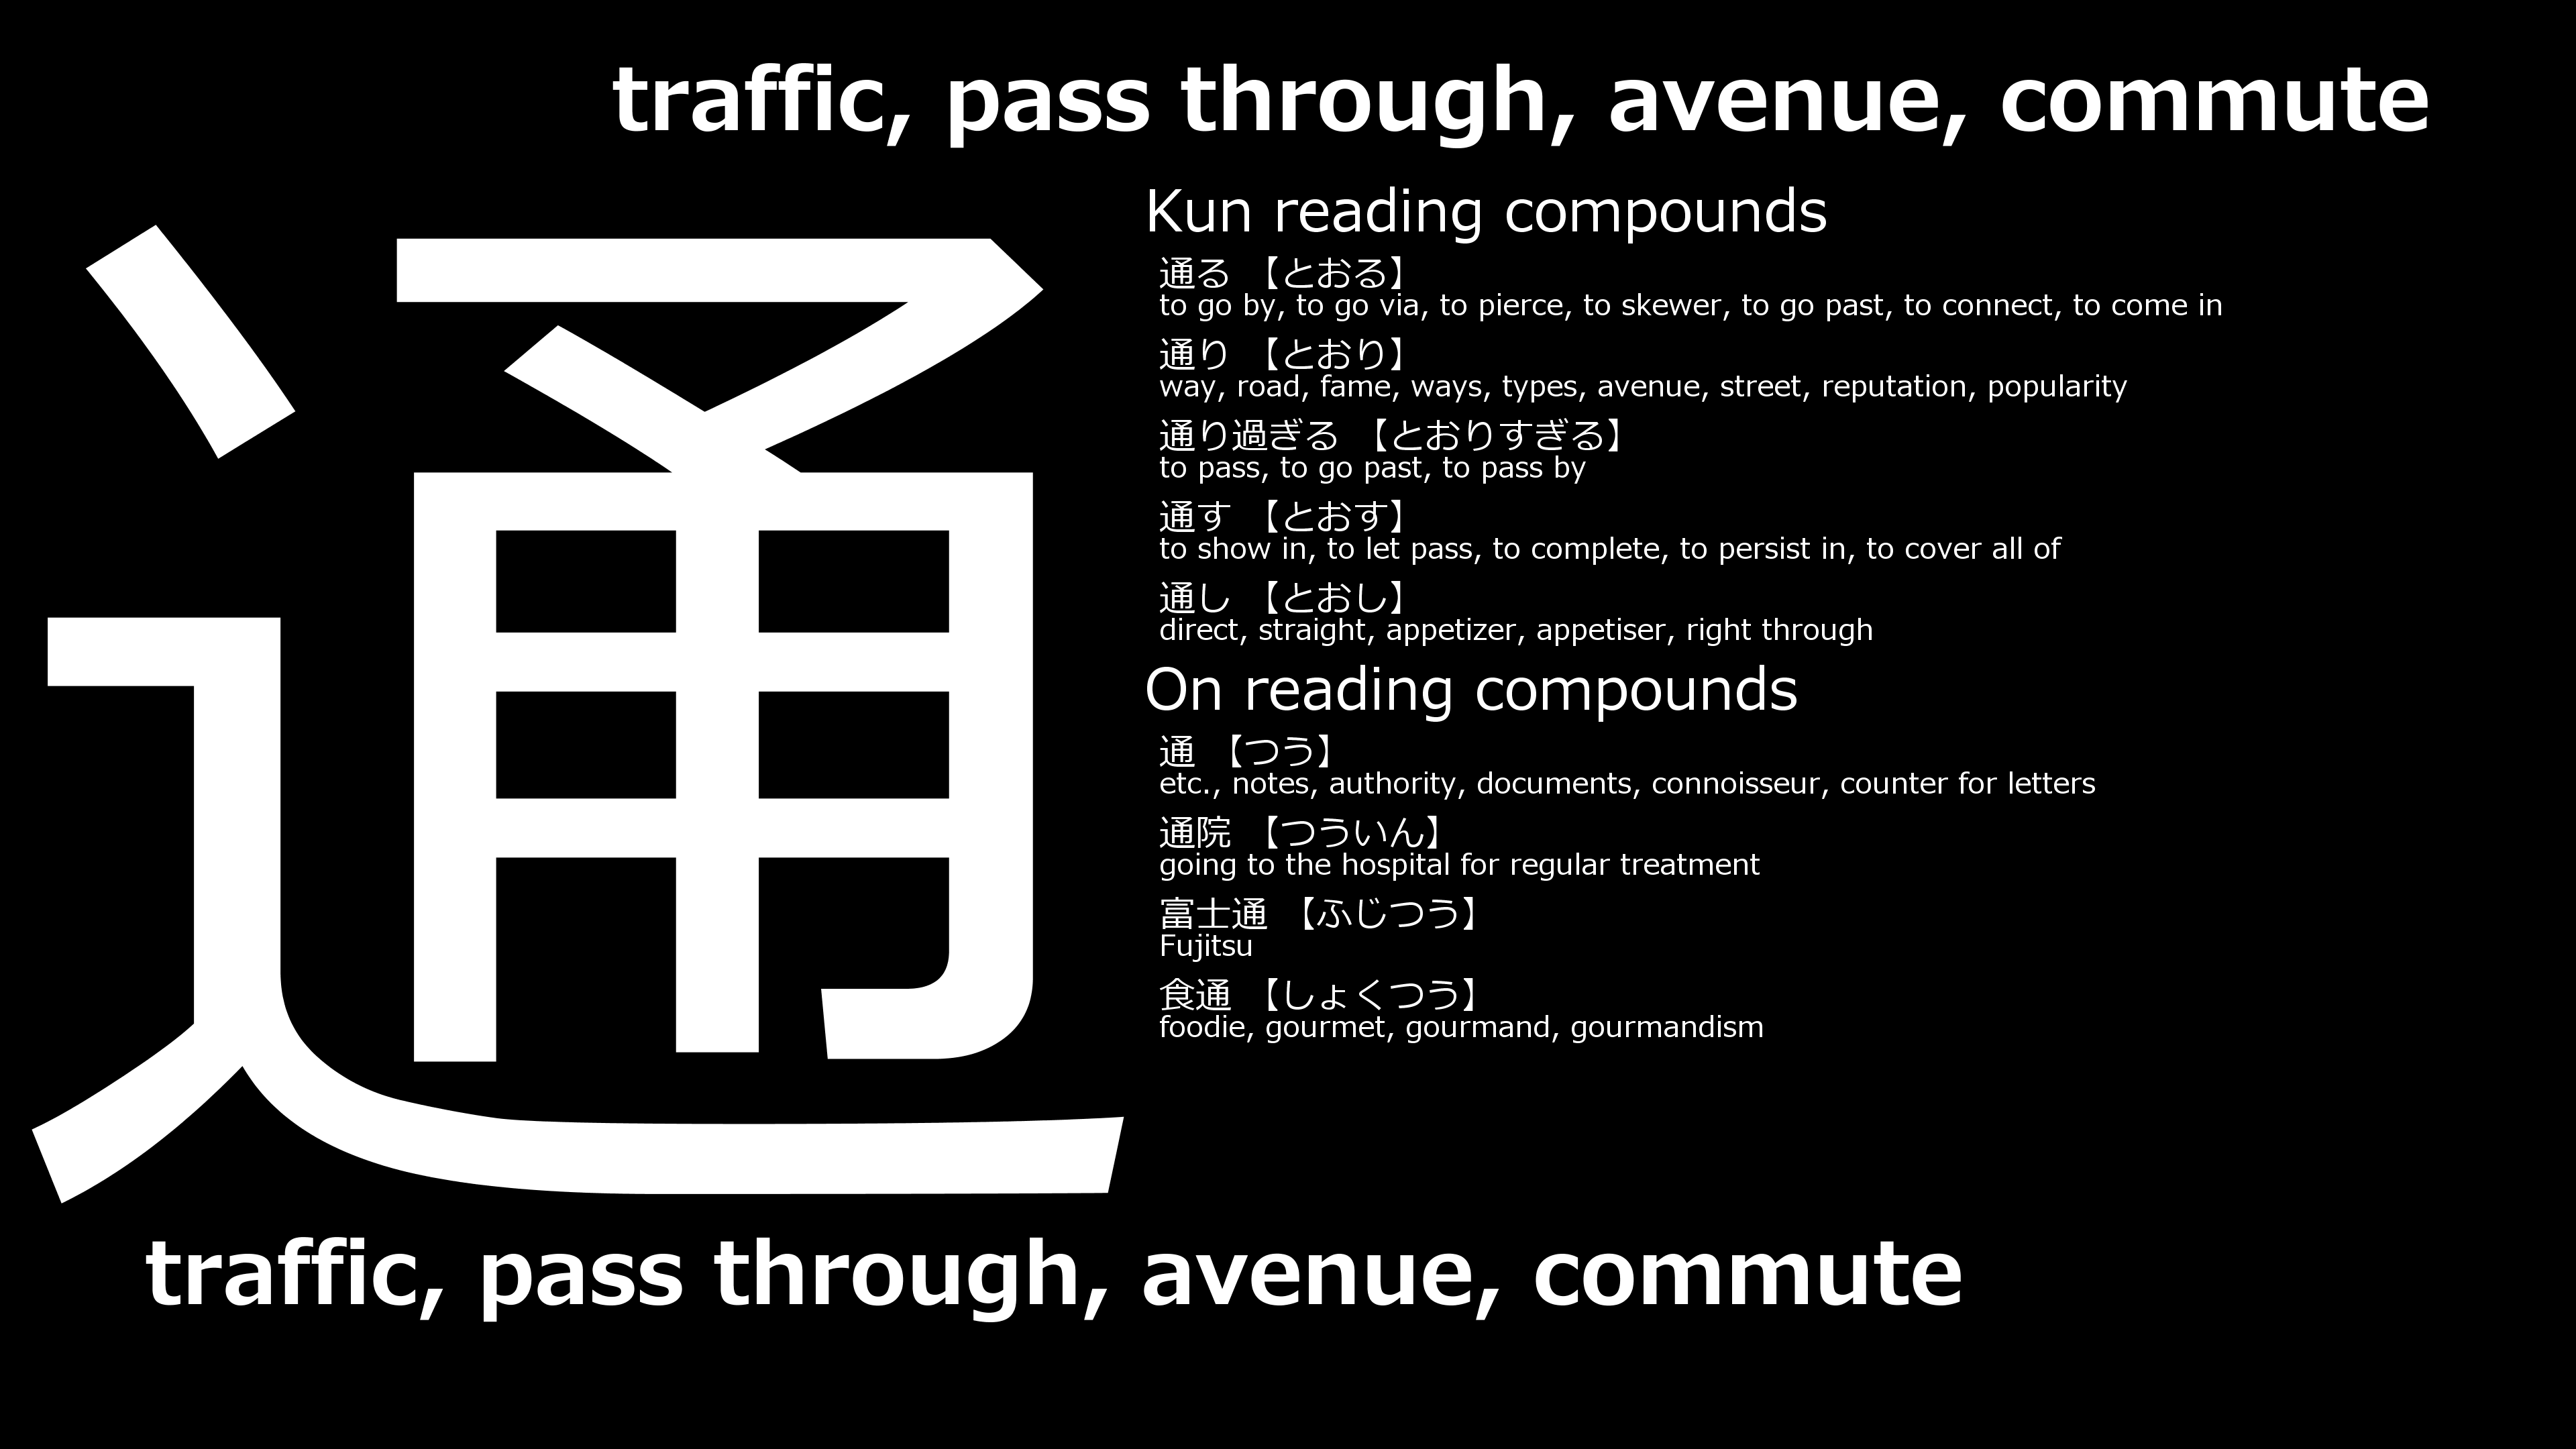 traffic, pass through, avenue, commute
通
Kun reading compounds
通る 【とおる】
to go by, to go via, to pierce, to skewer, to go past, to connect, to come in
通り 【とおり】
way, road, fame, ways, types, avenue, street, reputation, popularity
通り過ぎる 【とおりすぎる】
to pass, to go past, to pass by
通す 【とおす】
to show in, to let pass, to complete, to persist in, to cover all of
通し 【とおし】
direct, straight, appetizer, appetiser, right through
On reading compounds
通 【つう】
etc., notes, authority, documents, connoisseur, counter for letters
通院 【つういん】
going to the hospital for regular treatment
富士通 【ふじつう】
Fujitsu
食通 【しょくつう】
foodie, gourmet, gourmand, gourmandism
traffic, pass through, avenue, commute